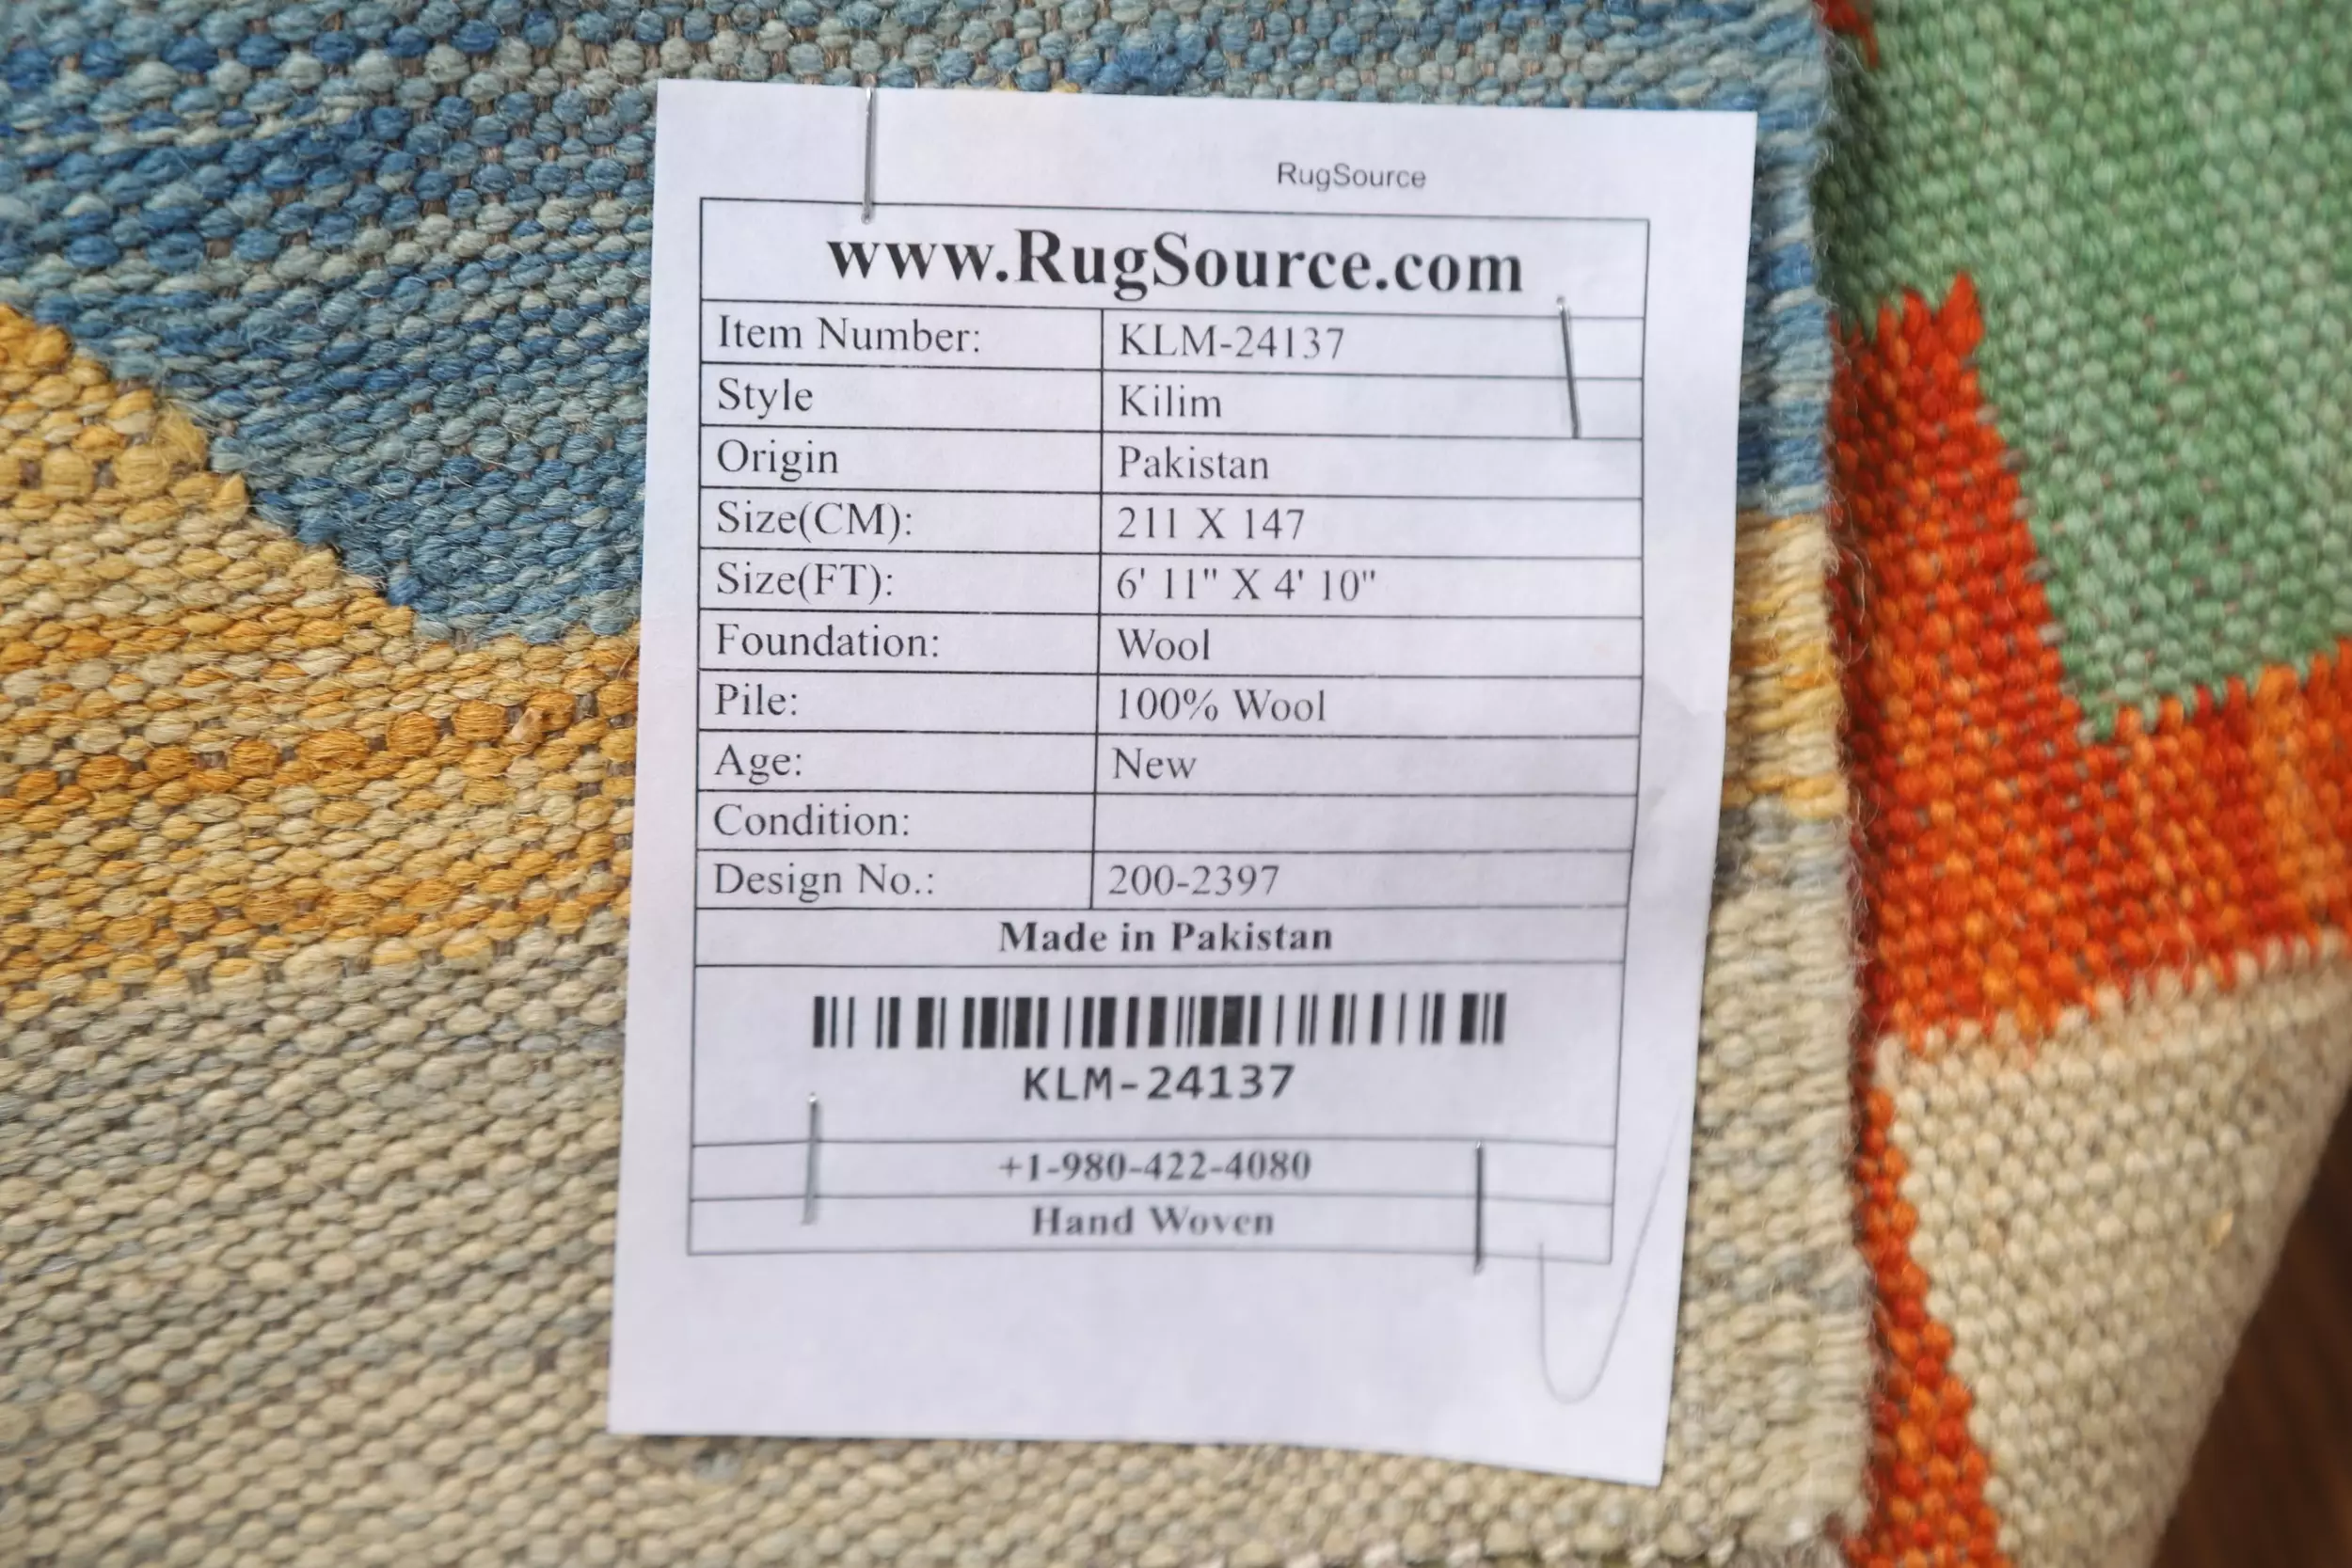 RugSource
www.RugSource.com
Item Number: KLM-24137
Style Kilim
Origin Pakistan
Size(CM): 211 X 147
Size(FT): 6' 11" X 4' 10"
Foundation: Wool
Pile: 100% Wool
Age: New
Condition:
Design No.: 200-2397
Made in Pakistan
KLM-24137
+1-980-422-4080
Hand Woven